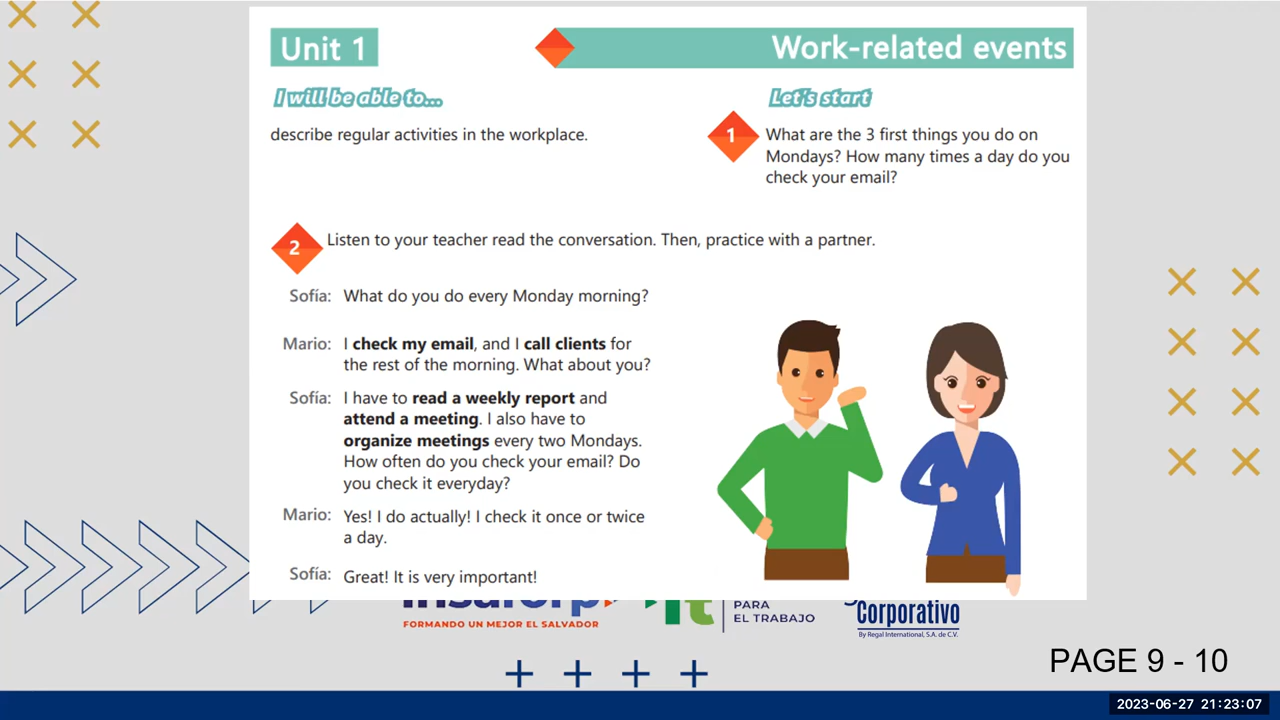 Unit 1
Work-related events
I will be able to...
Let's start
describe regular activities in the workplace.
1
What are the 3 first things you do on
Mondays? How many times a day do you
check your email?
2
Listen to your teacher read the conversation. Then, practice with a partner.
Sofía: What do you do every Monday morning?
Mario: I check my email, and I call clients for
the rest of the morning. What about you?
Sofía: I have to read a weekly report and
attend a meeting. I also have to
organize meetings every two Mondays.
How often do you check your email? Do
you check it everyday?
Mario: Yes! I do actually! I check it once or twice
a day.
Sofía: Great! It is very important!
FORMANDO UN MEJOR EL SALVADOR
PARA
EL TRABAJO
Corporativo
By Regal International, S.A. de C.V.
PAGE 9 - 10
2023-06-27 21:23:07